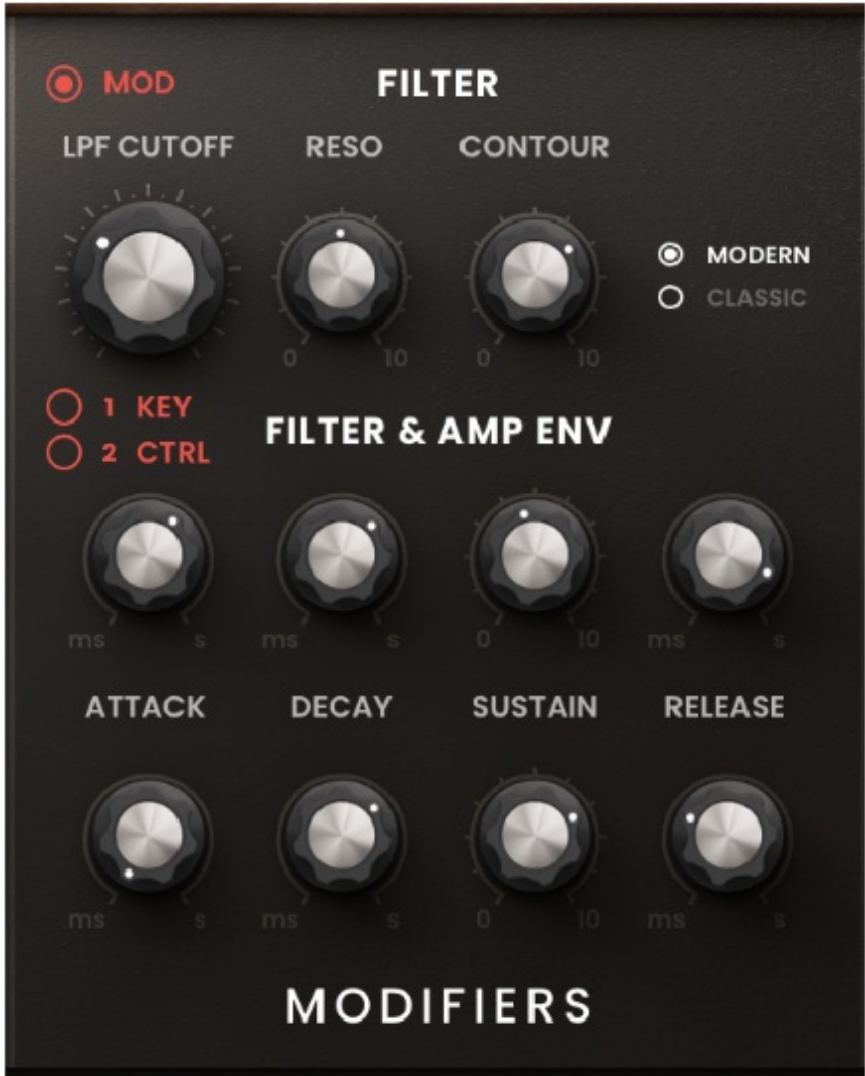 MOD FILTER
LPF CUTOFF RESO CONTOUR
MODERN
CLASSIC
0 10 0 10
1 KEY
2 CTRL
FILTER & AMP ENV
ms s ms s 0 10 ms s
ATTACK DECAY SUSTAIN RELEASE
ms s ms s 0 10 ms s
MODIFIERS